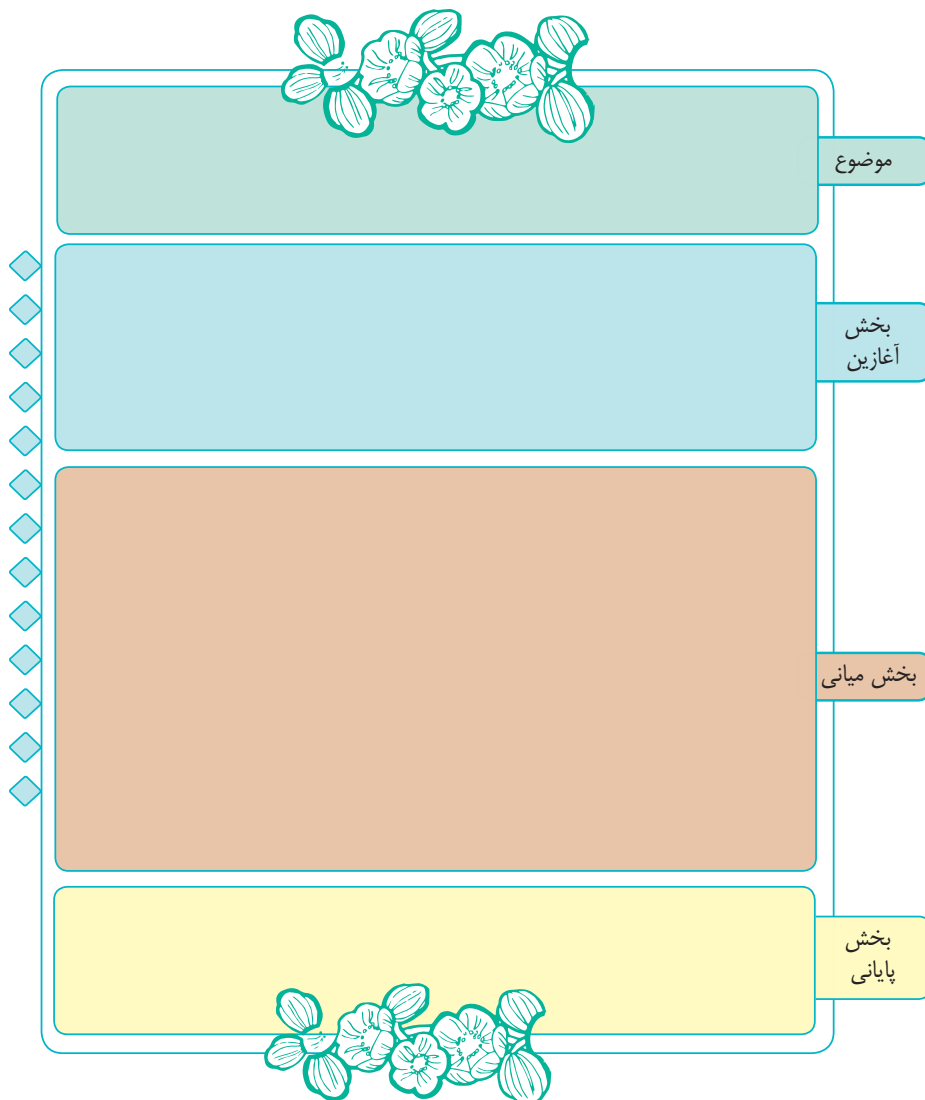 موضوع
بخش
آغازین
بخش میانی
بخش
پایانی